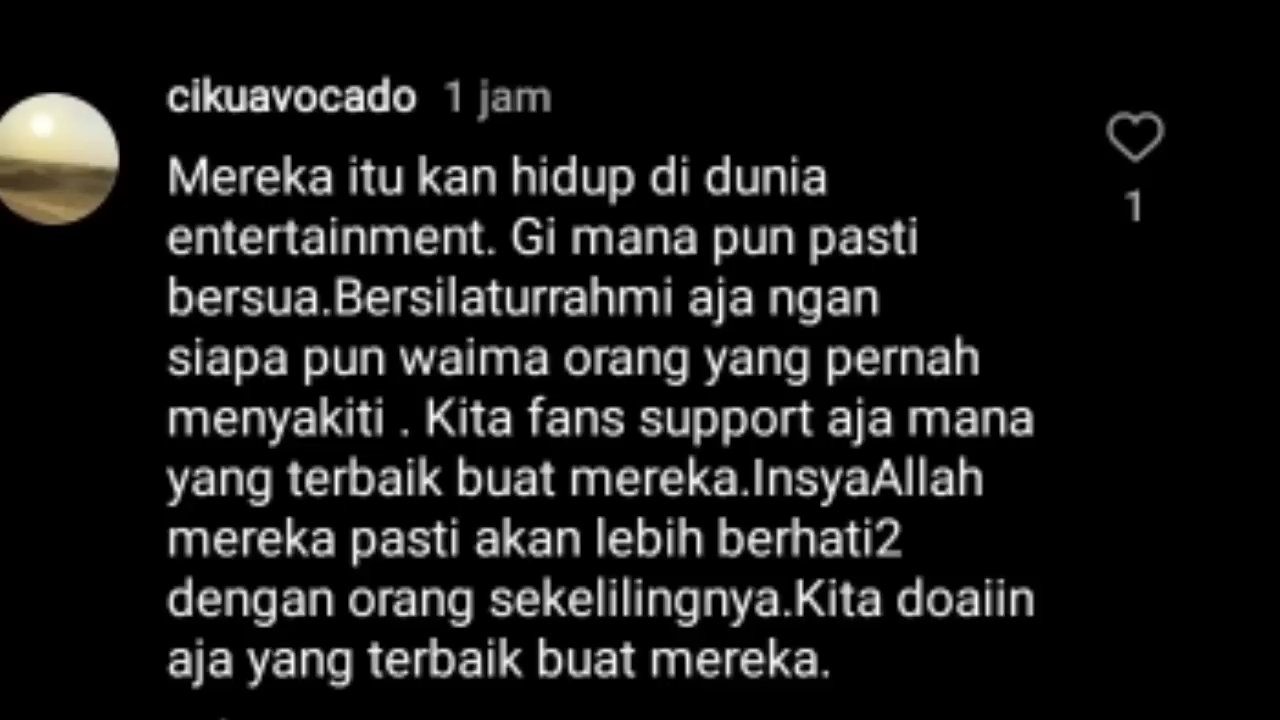 cikuavocado 1 jam
Mereka itu kan hidup di dunia
entertainment. Gi mana pun pasti
bersua.Bersilaturrahmi aja ngan
siapa pun waima orang yang pernah
menyakiti . Kita fans support aja mana
yang terbaik buat mereka.InsyaAllah
mereka pasti akan lebih berhati2
dengan orang sekelilingnya.Kita doaiin
aja yang terbaik buat mereka.
1